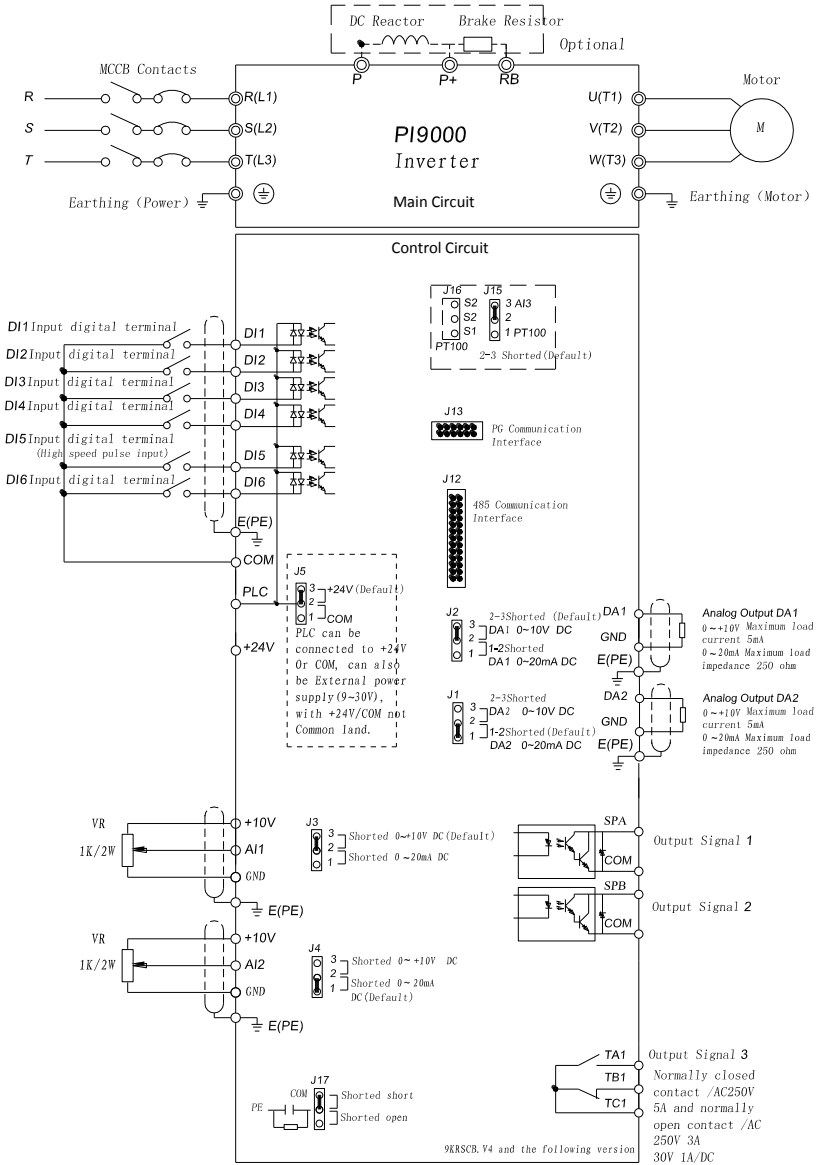 DC Reactor
Brake Resistor
Optional
P
P+
RB
MCCB Contacts
Motor
R
R(L1)
U(T1)
S
S(L2)
V(T2)
M
T
T(L3)
W(T3)
PI9000
Inverter
Earthing (Power)
Main Circuit
Earthing (Motor)
Control Circuit
J16
J15
S2
S2
S1
PT100
3 AI3
2
1 PT100
2-3 Shorted(Default)
DI1 Input digital terminal
DI1
DI2 Input digital terminal
DI2
DI3 Input digital terminal
DI3
DI4 Input digital terminal
DI4
DI5
Input digital terminal
(High speed pulse input)
DI5
DI6 Input digital terminal
DI6
J13
PG Communication
Interface
J12
485 Communication
Interface
E(PE)
COM
PLC
+24V
J5
3
+24V(Default)
2
1
COM
PLC can be
connected to +24V
Or COM, can also
be External power
supply(9~30V),
with +24V/COM not
Common land.
J2
3
2
1
2-3Shorted (Default)
DA1 0~10V DC
1-2Shorted
DA1 0~20mA DC
DA1
GND
E(PE)
Analog Output DA1
0~+10V Maximum load
current 5mA
0~20mA Maximum load
impedance 250 ohm
J1
3
2
1
2-3Shorted
DA2 0~10V DC
1-2Shorted(Default)
DA2 0~20mA DC
DA2
GND
E(PE)
Analog Output DA2
0~+10V Maximum load
current 5mA
0~20mA Maximum load
impedance 250 ohm
VR
1K/2W
+10V
AI1
GND
E(PE)
J3
3
2
1
Shorted 0~+10V DC(Default)
Shorted 0~20mA DC
SPA
COM
Output Signal 1
SPB
COM
Output Signal 2
VR
1K/2W
+10V
AI2
GND
E(PE)
J4
3
2
1
Shorted 0~ +10V DC
Shorted 0~ 20mA
DC(Default)
J17
COM
PE
3
2
1
Shorted short
Shorted open
TA1
TB1
TC1
Output Signal 3
Normally closed
contact /AC250V
5A and normally
open contact /AC
250V 3A
30V 1A/DC
9KRSCB.V4 and the following version